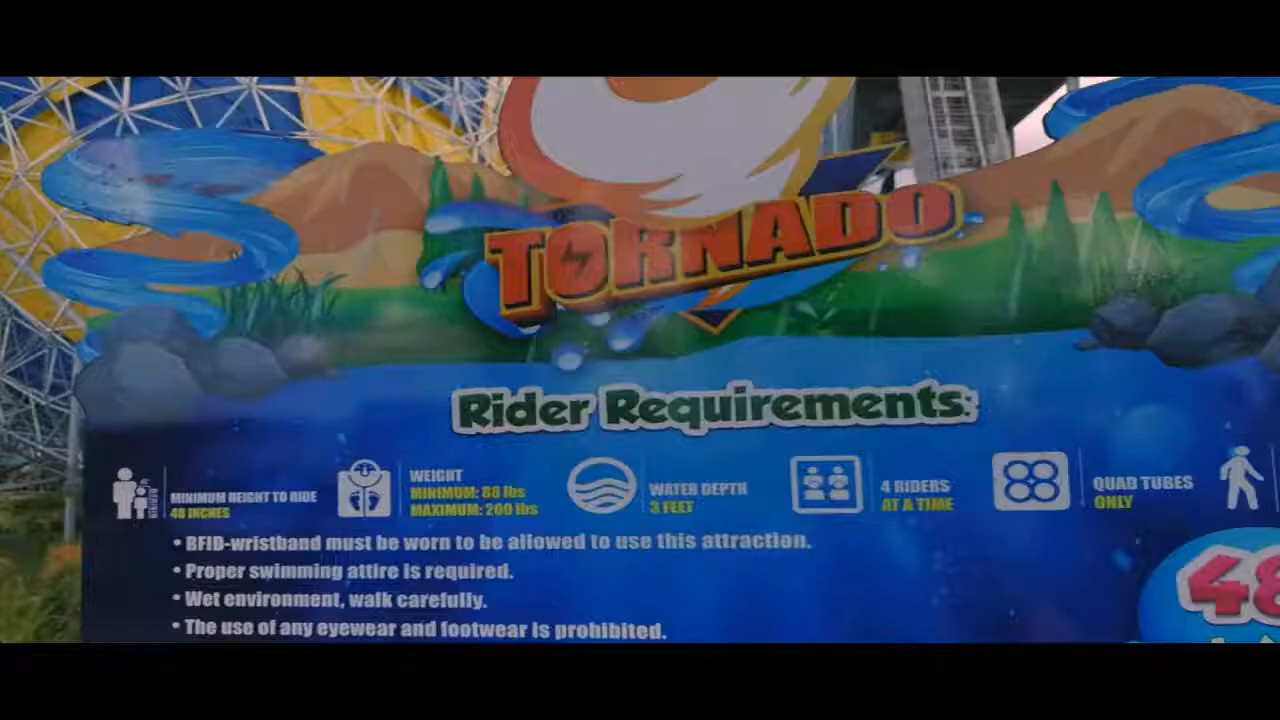 TORNADO
Rider Requirements:
MINIMUM HEIGHT TO RIDE
48 INCHES
WEIGHT
MINIMUM: 88 lbs
MAXIMUM: 200 lbs
WATER DEPTH
3 FEET
4 RIDERS
AT A TIME
QUAD TUBES
ONLY
• RFID-wristband must be worn to be allowed to use this attraction.
• Proper swimming attire is required.
• Wet environment, walk carefully.
• The use of any eyewear and footwear is prohibited.
48